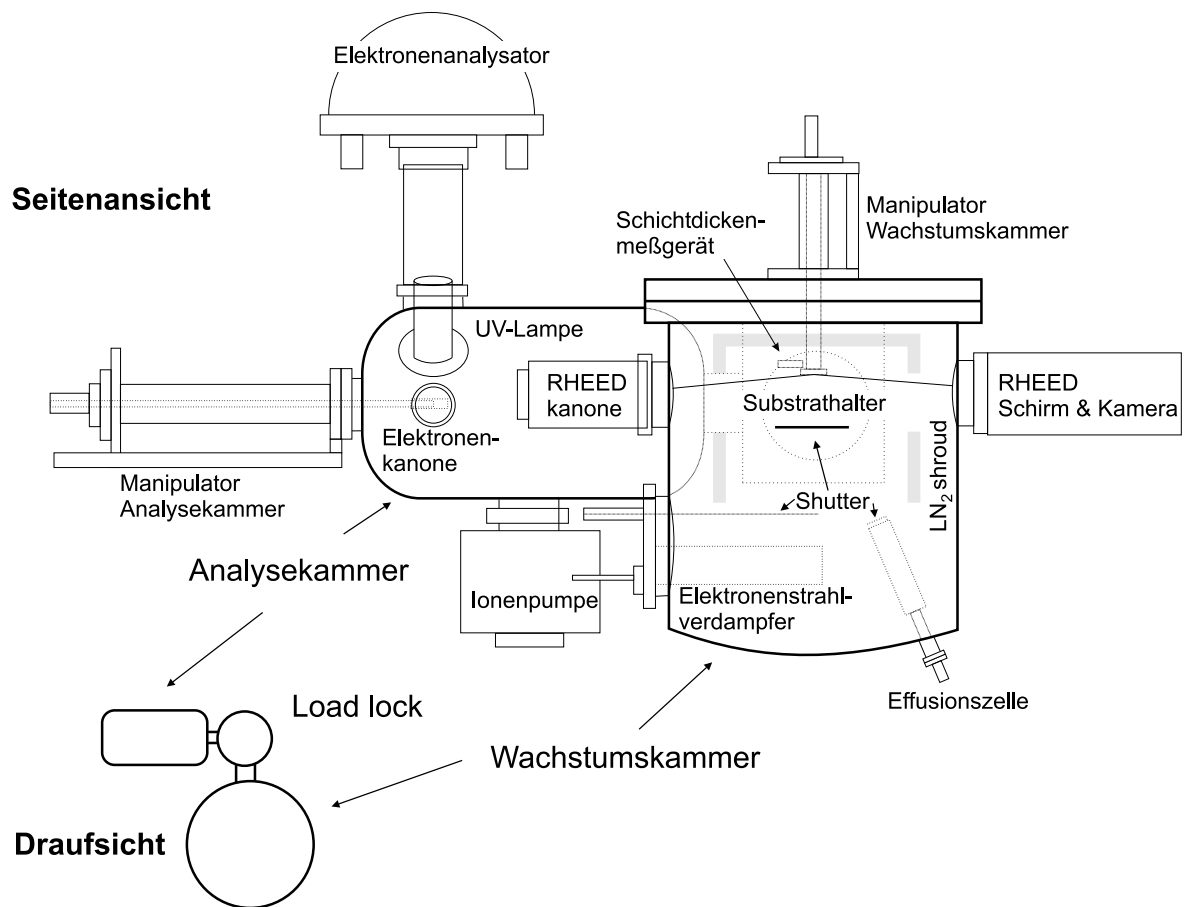 Elektronenanalysator
Seitenansicht
Schichtdicken-
meßgerät
Manipulator
Wachstumskammer
UV-Lampe
RHEED
kanone
Substrathalter
RHEED
Schirm & Kamera
Elektronen-
kanone
Manipulator
Analysekammer
LN2 shroud
Shutter
Analysekammer
Ionenpumpe
Elektronenstrahl-
verdampfer
Effusionszelle
Load lock
Wachstumskammer
Draufsicht